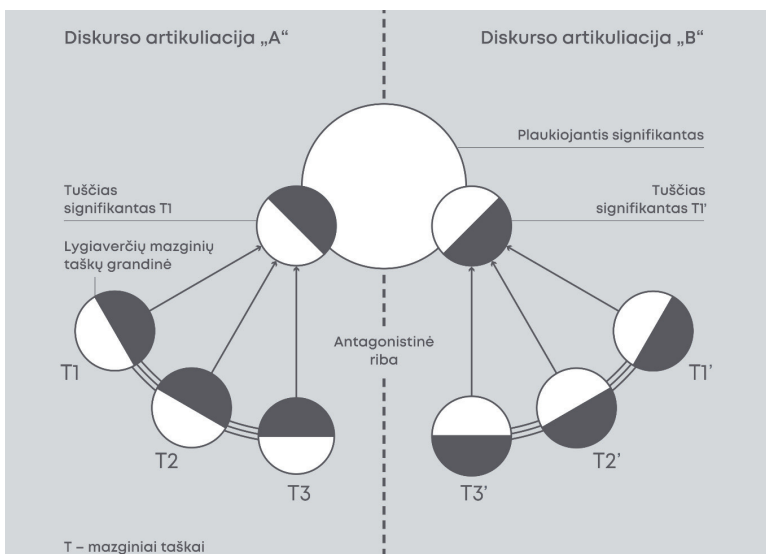 Diskurso artikuliacija „A“
Diskurso artikuliacija „B“
Plaukiojantis signifikantas
Tuščias
signifikantas T1
Tuščias
signifikantas T1’
Lygiaverčių mazginių
taškų grandinė
Antagonistinė
riba
T1
T2
T3
T3’
T2’
T1’
T – mazginiai taškai